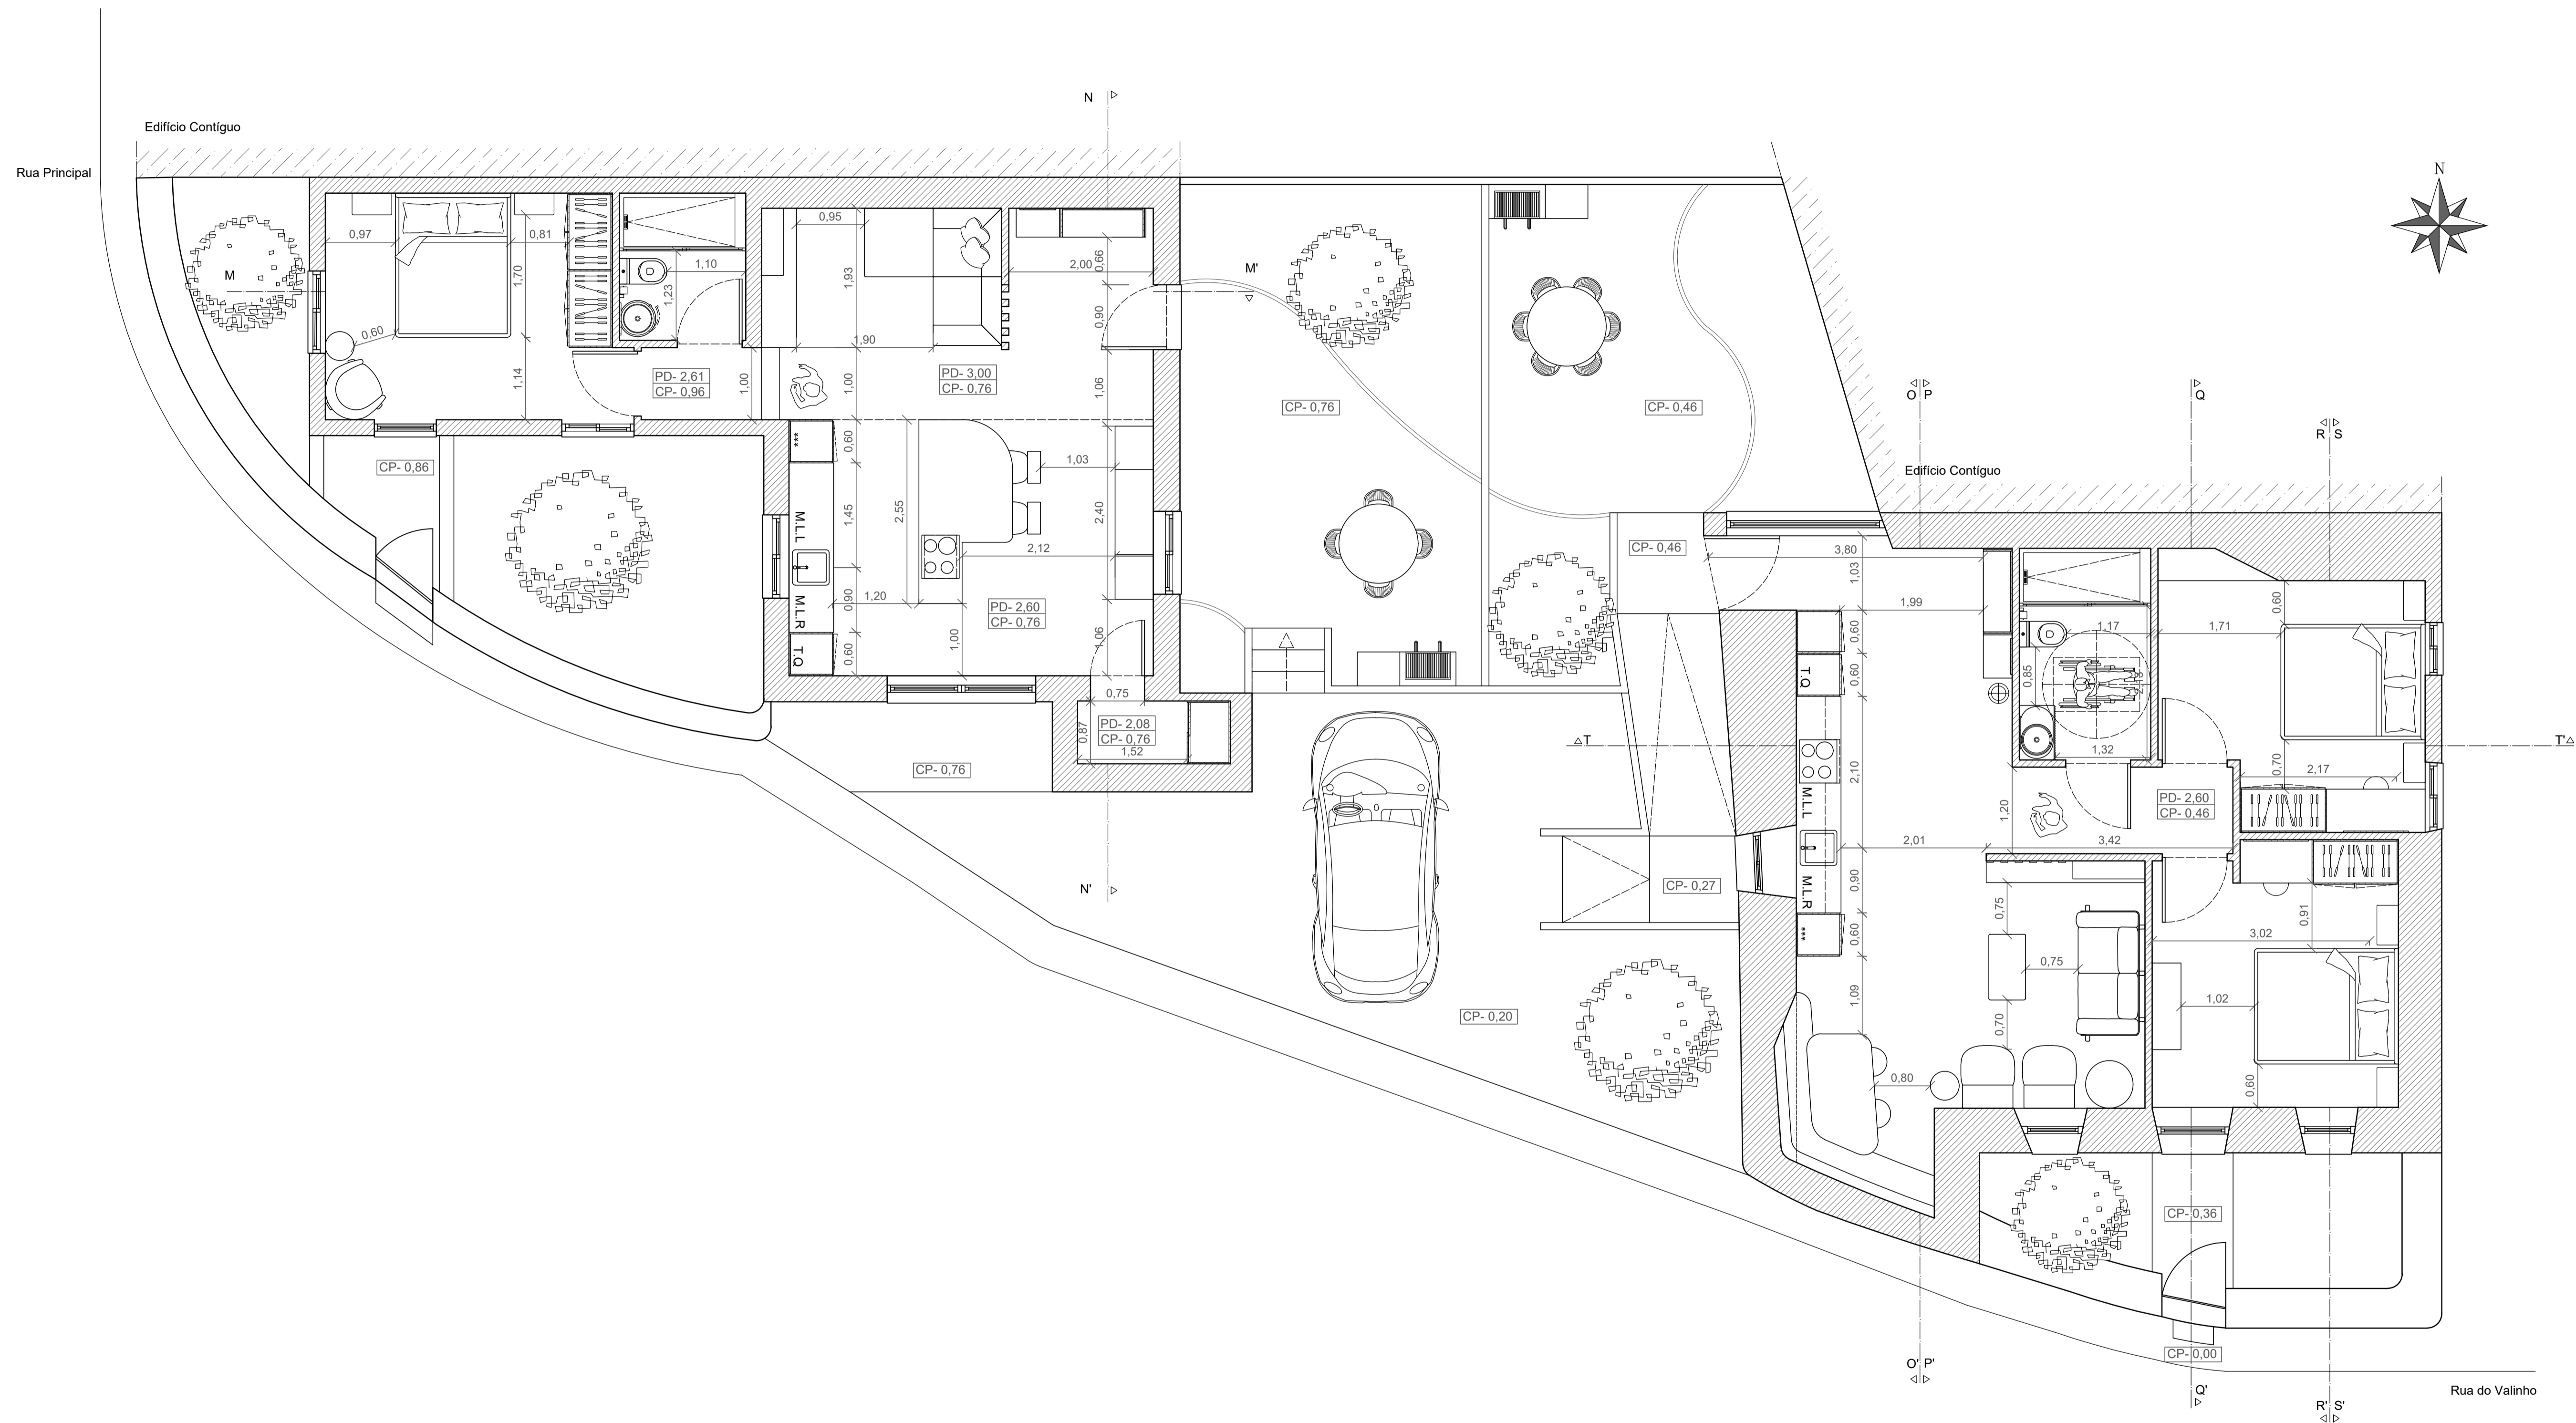 N
Edifício Contíguo
Rua Principal
N
M
M'
0,97
0,81
1,70
0,60
1,14
1,10
1,23
0,95
1,93
1,90
2,00
0,66
0,90
PD- 2,61
CP- 0,96
1,00
1,00
PD- 3,00
CP- 0,76
1,06
CP- 0,76
CP- 0,46
O
P
Q
R
S
Edifício Contíguo
CP- 0,86
***
0,60
1,45
2,55
1,03
2,40
2,12
M.L.L
M.L.R
T.Q
0,90
1,20
0,60
1,00
PD- 2,60
CP- 0,76
1,06
0,75
0,87
PD- 2,08
CP- 0,76
1,52
CP- 0,76
N'
CP- 0,46
3,80
1,03
1,99
0,60
0,60
T.Q
T
T'
2,10
M.L.L
M.L.R
0,90
0,60
***
1,09
2,01
CP- 0,27
CP- 0,20
1,17
0,85
1,32
1,71
0,60
0,70
2,17
1,20
PD- 2,60
CP- 0,46
3,42
0,75
0,75
0,70
0,80
0,91
3,02
1,02
0,60
CP- 0,36
CP- 0,00
O'
P'
Q'
R'
S'
Rua do Valinho